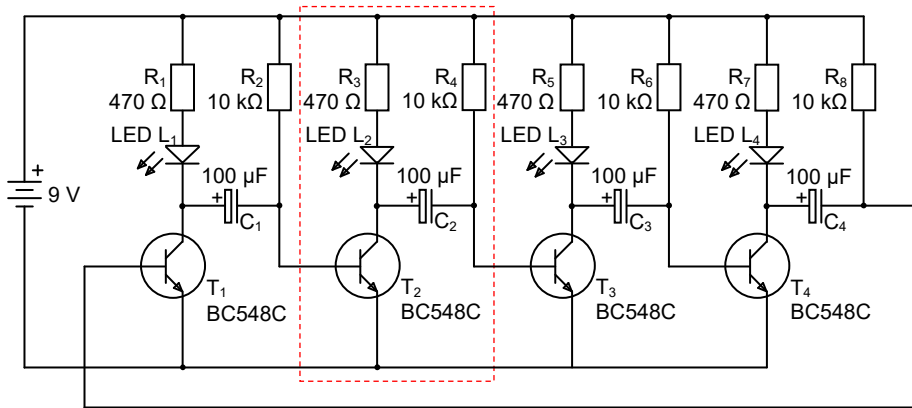 R1 R2 R3 R4 R5 R6 R7 R8
470 Ω 10 kΩ 470 Ω 10 kΩ 470 Ω 10 kΩ 470 Ω 10 kΩ
LED L1 LED L2 LED L3 LED L4
+ 9 V
100 µF 100 µF 100 µF 100 µF
+ + + +
C1 C2 C3 C4
T1 T2 T3 T4
BC548C BC548C BC548C BC548C